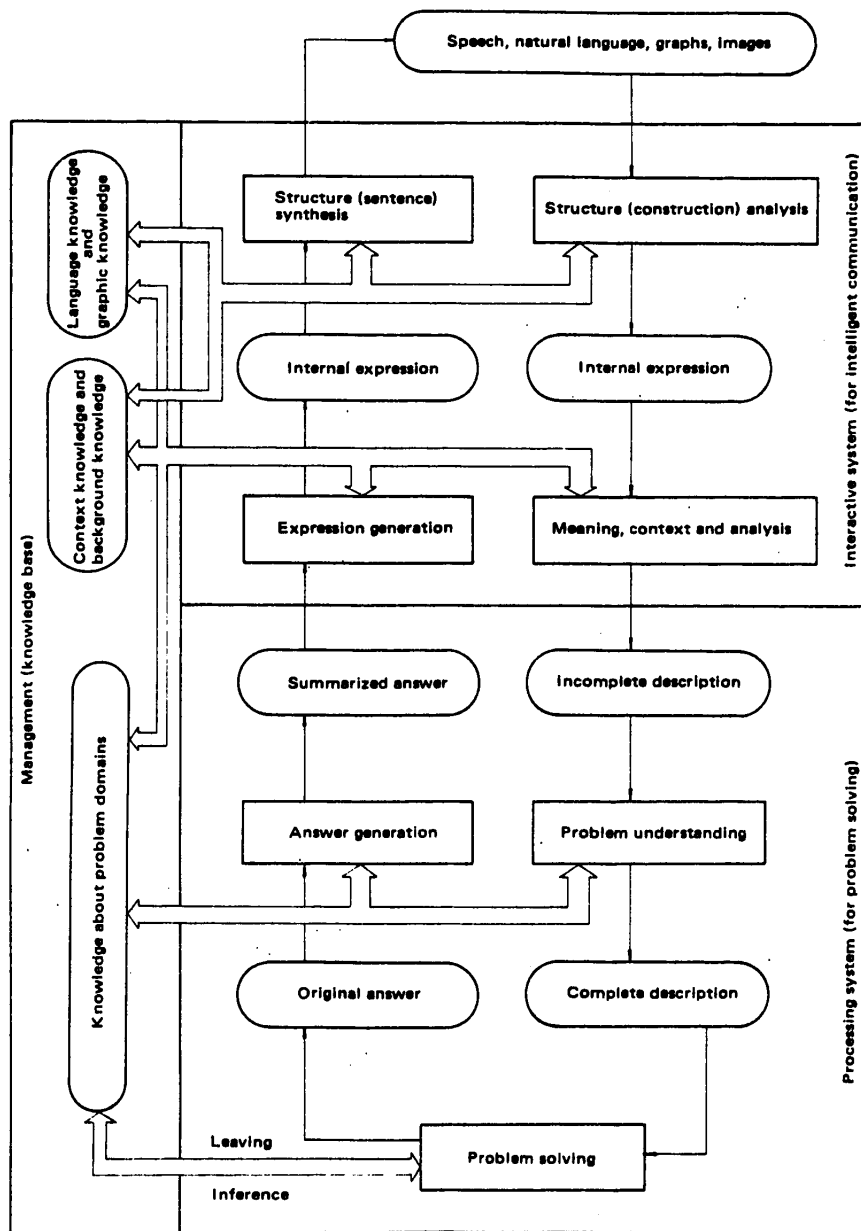 Speech, natural language, graphs, images
Management (knowledge base)
Language knowledge
and
graphic knowledge
Structure (sentence)
synthesis
Structure (construction) analysis
Context knowledge and
background knowledge
Internal expression
Internal expression
Interactive system (for intelligent communication)
Expression generation
Meaning, context and analysis
Knowledge about problem domains
Summarized answer
Incomplete description
Answer generation
Problem understanding
Processing system (for problem solving)
Original answer
Complete description
Leaving
Inference
Problem solving